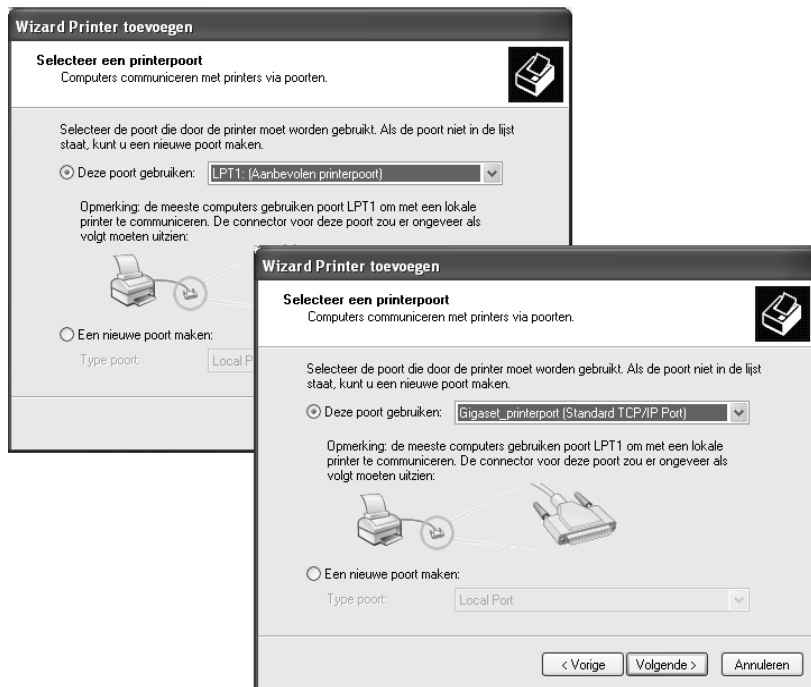 Wizard Printer toevoegen
Selecteer een printerpoort
Computers communiceren met printers via poorten.
Selecteer de poort die door de printer moet worden gebruikt. Als de poort niet in de lijst
staat, kunt u een nieuwe poort maken.
Deze poort gebruiken: LPT1: (Aanbevolen printerpoort)
Opmerking: de meeste computers gebruiken poort LPT1 om met een lokale
printer te communiceren. De connector voor deze poort zou er ongeveer als
volgt moeten uitzien:
Een nieuwe poort maken:
Type poort: Local P
Wizard Printer toevoegen
Selecteer een printerpoort
Computers communiceren met printers via poorten.
Selecteer de poort die door de printer moet worden gebruikt. Als de poort niet in de lijst
staat, kunt u een nieuwe poort maken.
Deze poort gebruiken: Gigaset_printerport (Standard TCP/IP Port)
Opmerking: de meeste computers gebruiken poort LPT1 om met een lokale
printer te communiceren. De connector voor deze poort zou er ongeveer als
volgt moeten uitzien:
Een nieuwe poort maken:
Type poort: Local Port
< Vorige Volgende > Annuleren